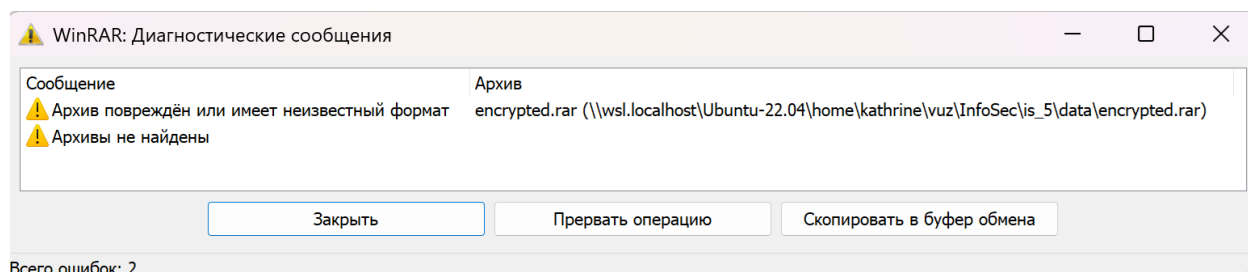 WinRAR: Диагностические сообщения
Сообщение Архив
Архив повреждён или имеет неизвестный формат encrypted.rar (\\wsl.localhost\Ubuntu-22.04\home\kathrine\vuz\InfoSec\is_5\data\encrypted.rar)
Архивы не найдены
Закрыть Прервать операцию Скопировать в буфер обмена
Всего ошибок: 2